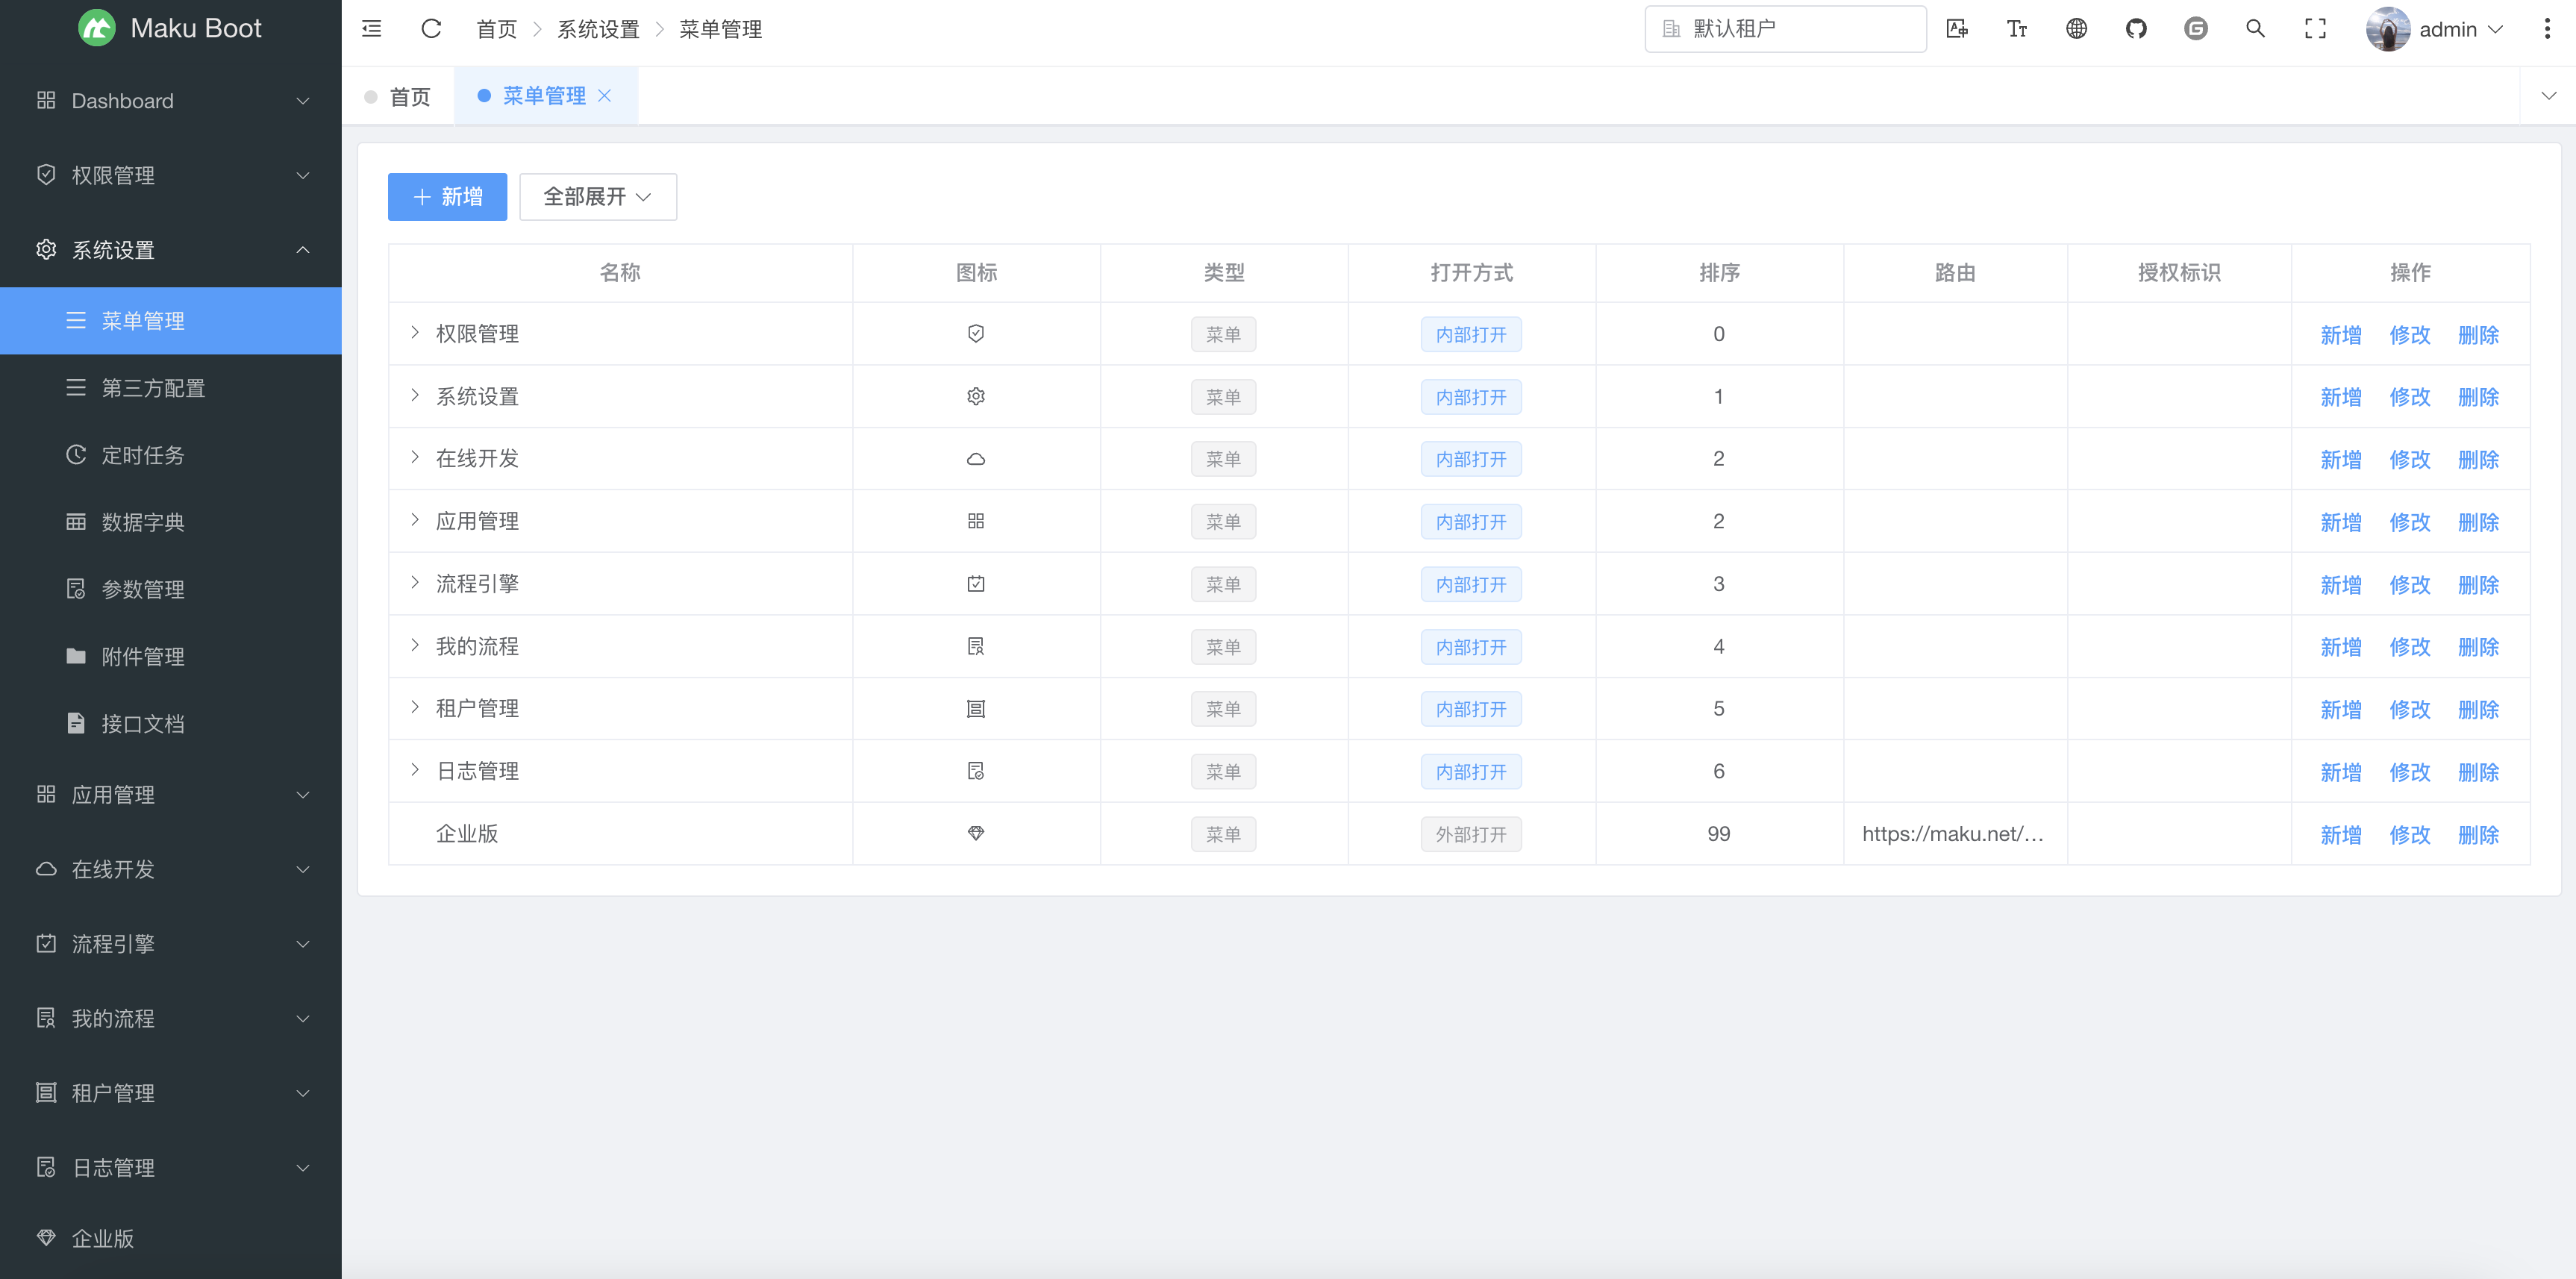 Maku Boot
首页 系统设置 菜单管理
默认租户
admin
首页 菜单管理
Dashboard
权限管理
系统设置
菜单管理
第三方配置
定时任务
数据字典
参数管理
附件管理
接口文档
应用管理
在线开发
流程引擎
我的流程
租户管理
日志管理
企业版
新增 全部展开
名称 图标 类型 打开方式 排序 路由 授权标识 操作
权限管理 菜单 内部打开 0 新增 修改 删除
系统设置 菜单 内部打开 1 新增 修改 删除
在线开发 菜单 内部打开 2 新增 修改 删除
应用管理 菜单 内部打开 2 新增 修改 删除
流程引擎 菜单 内部打开 3 新增 修改 删除
我的流程 菜单 内部打开 4 新增 修改 删除
租户管理 菜单 内部打开 5 新增 修改 删除
日志管理 菜单 内部打开 6 新增 修改 删除
企业版 菜单 外部打开 99 https://maku.net/... 新增 修改 删除